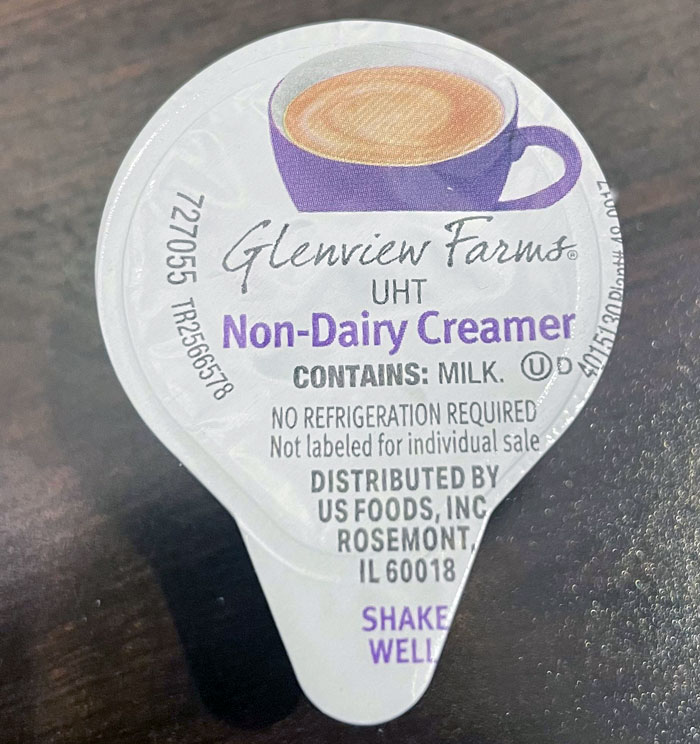 Glenview Farms®
UHT
Non-Dairy Creamer
CONTAINS: MILK. Ⓤ D
NO REFRIGERATION REQUIRED
Not labeled for individual sale
DISTRIBUTED BY
US FOODS, INC
ROSEMONT,
IL 60018
SHAKE
WELL
727055 TR2566578
4015130